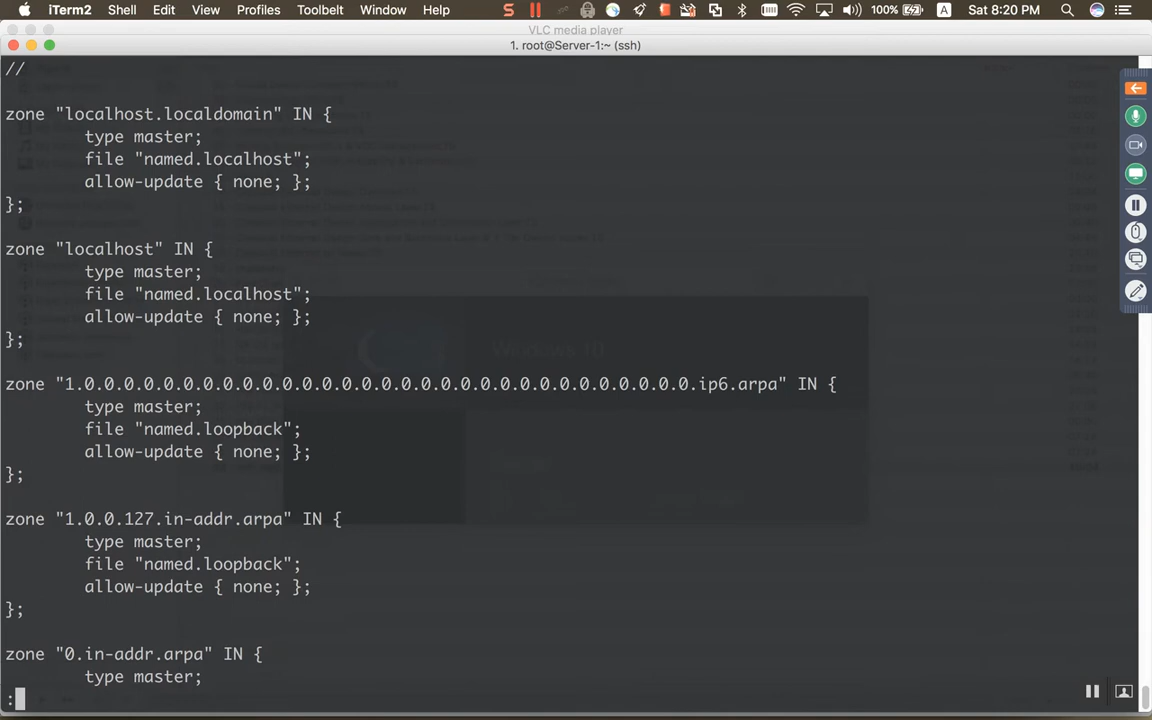 iTerm2 Shell Edit View Profiles Toolbelt Window Help 100% A Sat 8:20 PM
VLC media player
1. root@Server-1:~ (ssh)
//
zone "localhost.localdomain" IN {
type master;
file "named.localhost";
allow-update { none; };
};
zone "localhost" IN {
type master;
file "named.localhost";
allow-update { none; };
};
zone "1.0.0.0.0.0.0.0.0.0.0.0.0.0.0.0.0.0.0.0.0.0.0.0.0.0.0.0.0.0.0.0.ip6.arpa" IN {
type master;
file "named.loopback";
allow-update { none; };
};
zone "1.0.0.127.in-addr.arpa" IN {
type master;
file "named.loopback";
allow-update { none; };
};
zone "0.in-addr.arpa" IN {
type master;
:
Windows 10